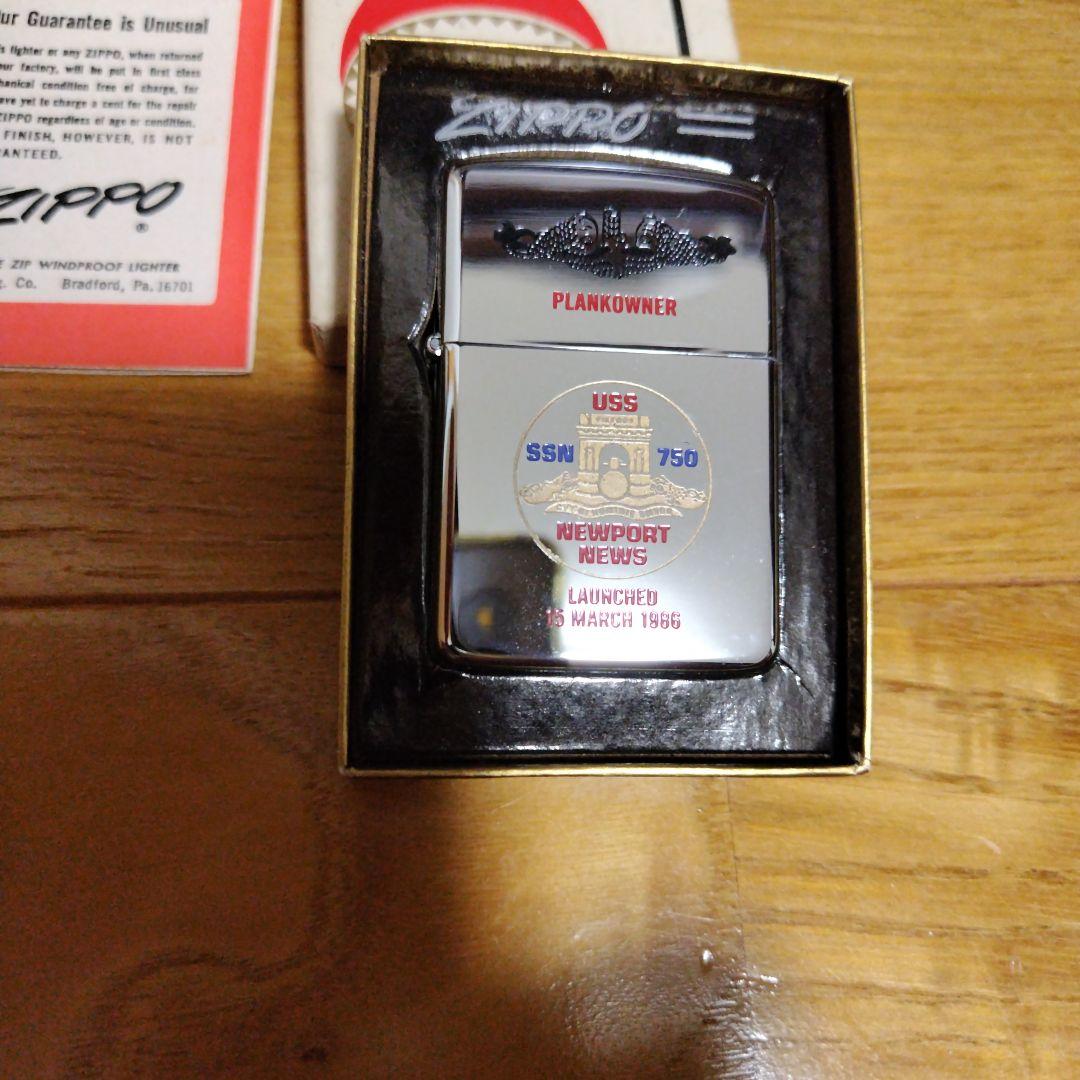 ur Guarantee is Unusual
s lighter or any ZIPPO, when returned
our factory, will be put in first class
hanical condition free of charge, for
ave yet to charge a cent for the repair
ZIPPO regardless of age or condition.
FINISH, HOWEVER, IS NOT
RANTEED.
ZIPPO
®
E ZIP WINDPROOF LIGHTER
g. Co. Bradford, Pa. 16701
ZIPPO
PLANKOWNER
USS
SSN 750
NEWPORT
NEWS
LAUNCHED
15 MARCH 1986